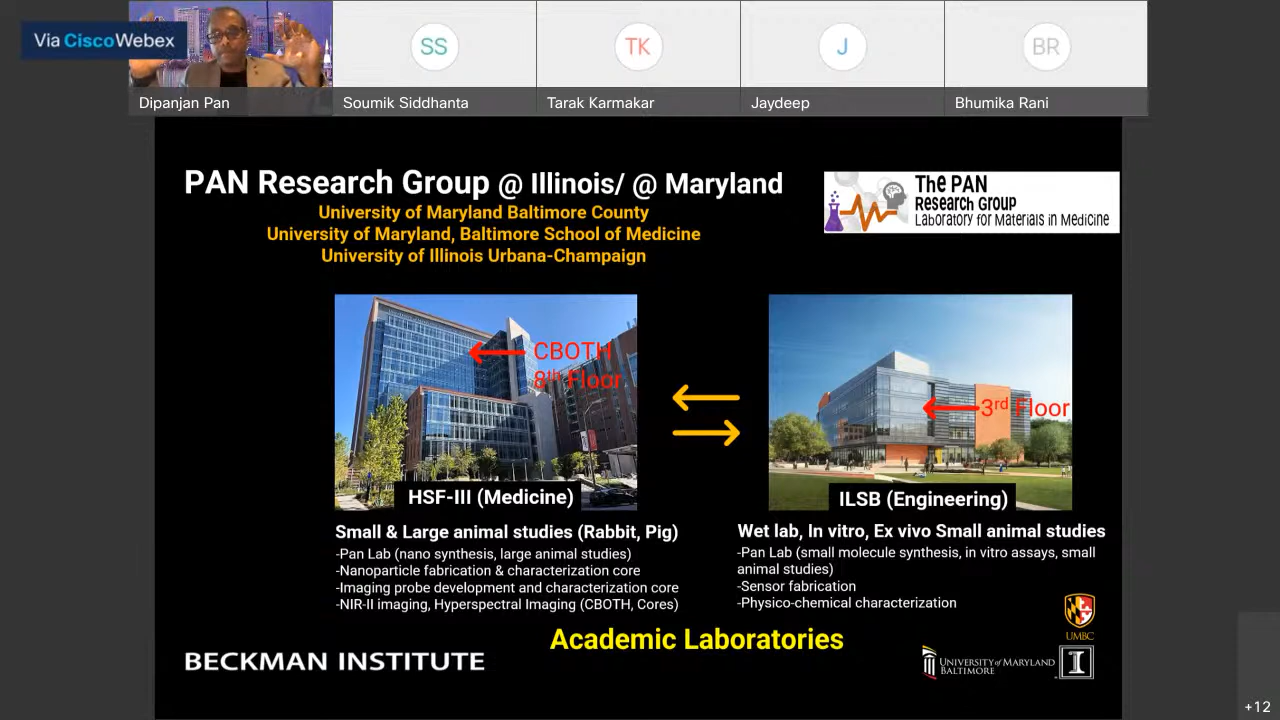 Via CiscoWebex
SS
TK
J
BR
Dipanjan Pan
Soumik Siddhanta
Tarak Karmakar
Jaydeep
Bhumika Rani
PAN Research Group @ Illinois/ @ Maryland
University of Maryland Baltimore County
University of Maryland, Baltimore School of Medicine
University of Illinois Urbana-Champaign
The PAN
Research Group
Laboratory for Materials in Medicine
CBOTH
8th Floor
3rd Floor
HSF-III (Medicine)
ILSB (Engineering)
Small & Large animal studies (Rabbit, Pig)
-Pan Lab (nano synthesis, large animal studies)
-Nanoparticle fabrication & characterization core
-Imaging probe development and characterization core
-NIR-II imaging, Hyperspectral Imaging (CBOTH, Cores)
Wet lab, In vitro, Ex vivo Small animal studies
-Pan Lab (small molecule synthesis, in vitro assays, small
animal studies)
-Sensor fabrication
-Physico-chemical characterization
Academic Laboratories
BECKMAN INSTITUTE
UMBC
UNIVERSITY of MARYLAND
BALTIMORE
I
+12